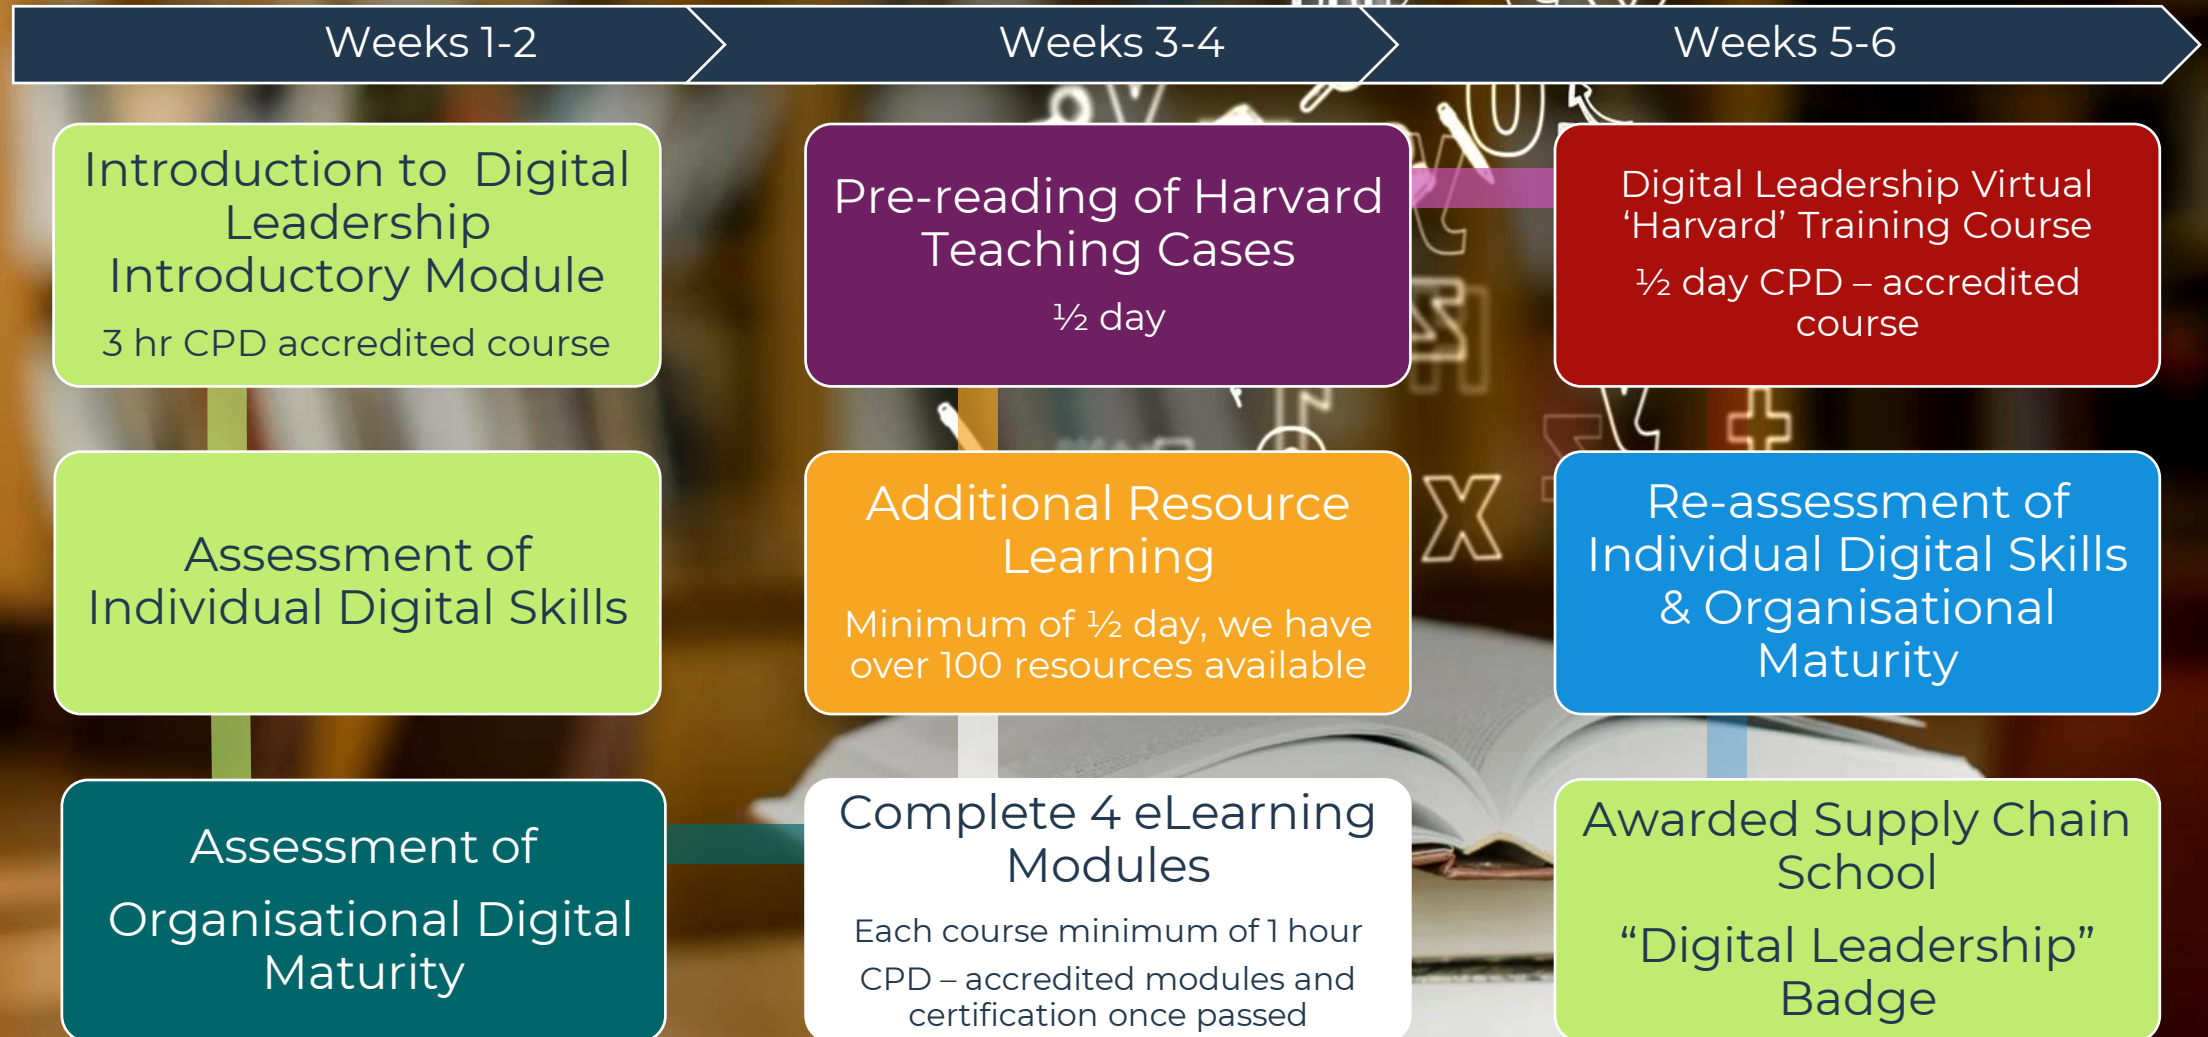 Weeks 1-2
Weeks 3-4
Weeks 5-6
Introduction to Digital
Leadership
Introductory Module
3 hr CPD accredited course
Assessment of
Individual Digital Skills
Assessment of
Organisational Digital
Maturity
Pre-reading of Harvard
Teaching Cases
½ day
Additional Resource
Learning
Minimum of ½ day, we have
over 100 resources available
Complete 4 eLearning
Modules
Each course minimum of 1 hour
CPD – accredited modules and
certification once passed
Digital Leadership Virtual
‘Harvard’ Training Course
½ day CPD – accredited
course
Re-assessment of
Individual Digital Skills
& Organisational
Maturity
Awarded Supply Chain
School
“Digital Leadership”
Badge